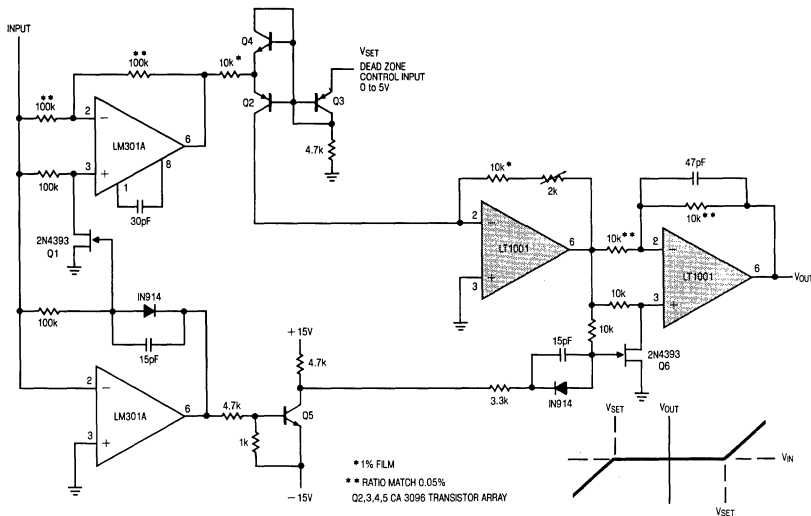 INPUT
**
100k
10k*
Q4
VSET
DEAD ZONE
CONTROL INPUT
0 to 5V
**
100k
Q2
Q3
2
−
6
LM301A
8
4.7k
100k
3
+
1
30pF
2N4393
Q1
10k*
2k
47pF
10k**
2
−
6
LT1001
+
3
10k**
2
−
6
LT1001
VOUT
10k
3
+
IN914
100k
15pF
+15V
4.7k
10k
15pF
2N4393
Q6
3.3k
IN914
2
−
LM301A
6
4.7k
Q5
3
+
1k
−15V
VSET
VOUT
VIN
VSET
*1% FILM
** RATIO MATCH 0.05%
Q2,3,4,5 CA 3096 TRANSISTOR ARRAY